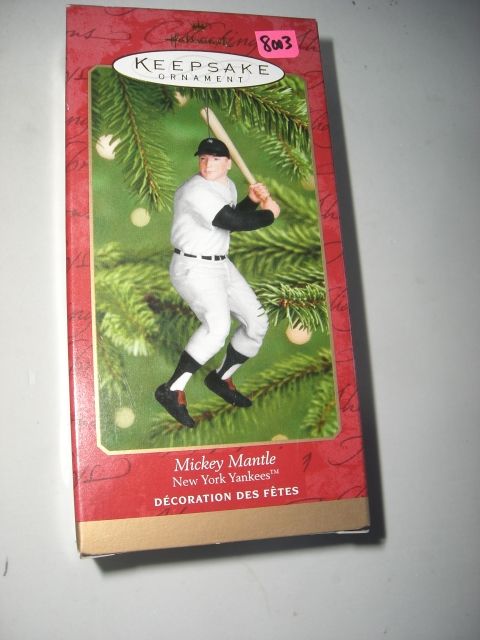 Hallmark
8003
KEEPSAKE
ORNAMENT
Mickey Mantle
New York Yankees™
DÉCORATION DES FÊTES